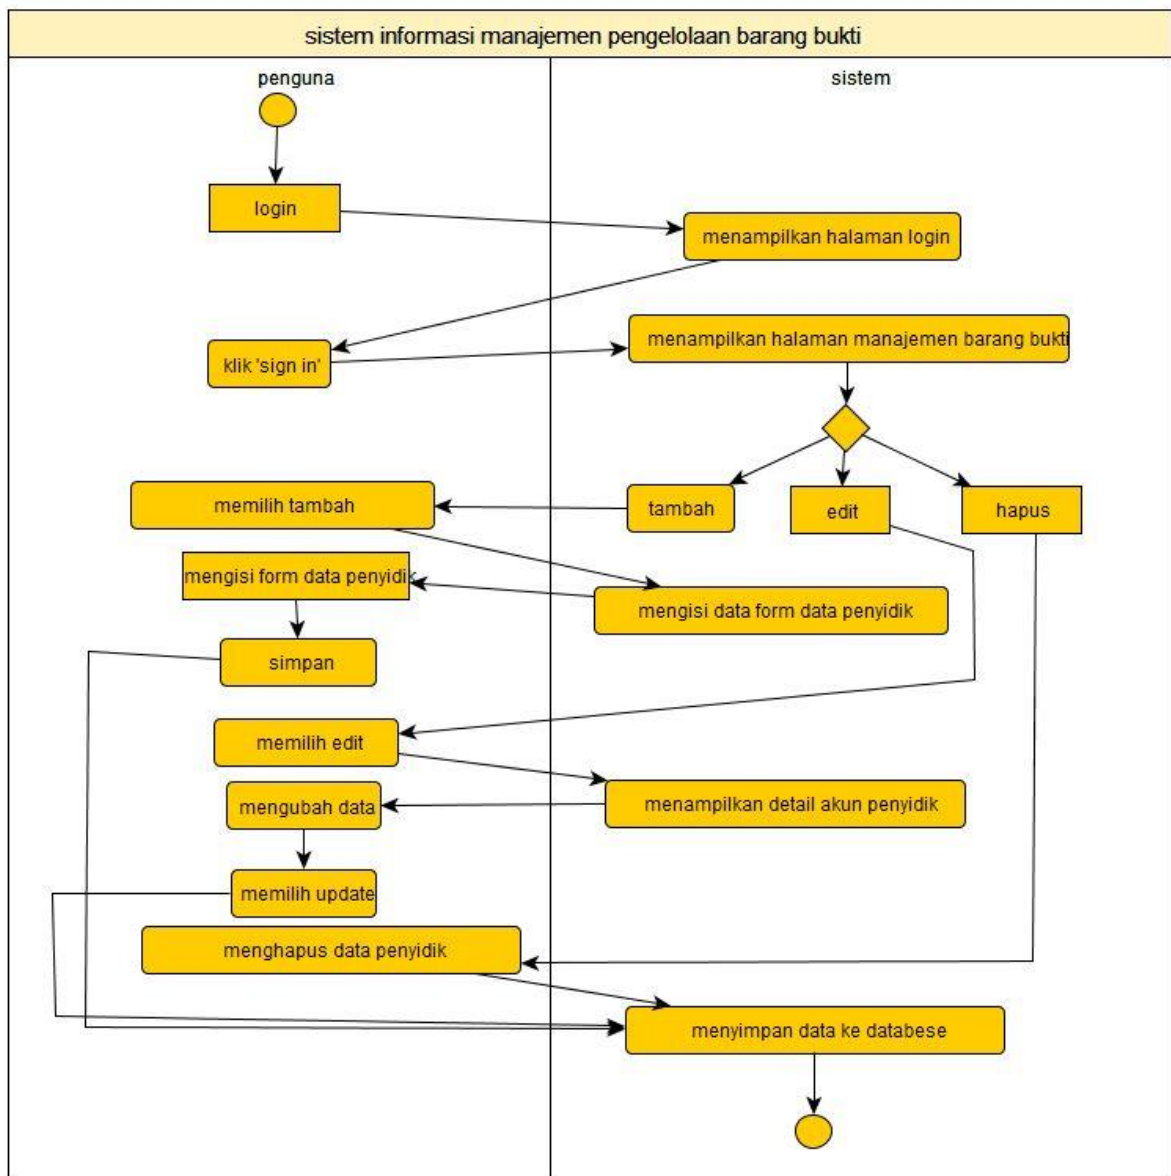 sistem informasi manajemen pengelolaan barang bukti
penguna
sistem
login
menampilkan halaman login
klik 'sign in'
menampilkan halaman manajemen barang bukti
memilih tambah
tambah
edit
hapus
mengisi form data penyidik
mengisi data form data penyidik
simpan
memilih edit
mengubah data
menampilkan detail akun penyidik
memilih update
menghapus data penyidik
menyimpan data ke databese